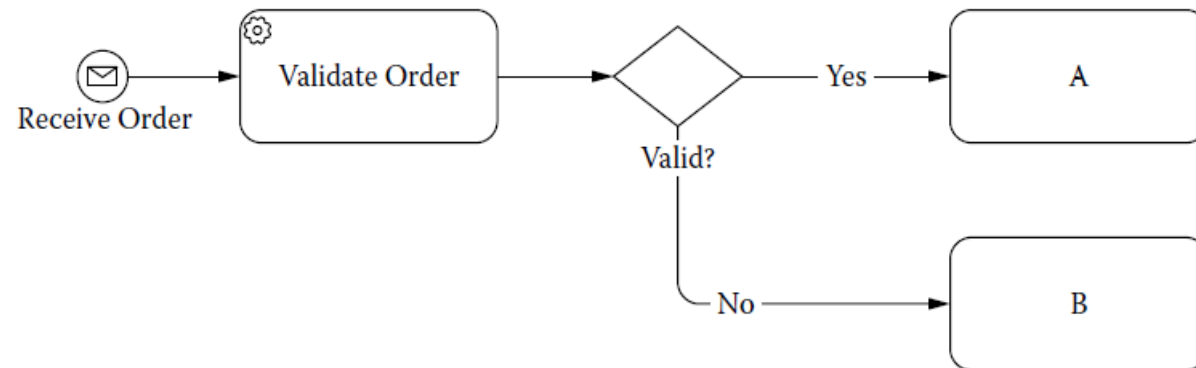 Receive Order
Validate Order
Valid?
Yes
A
No
B